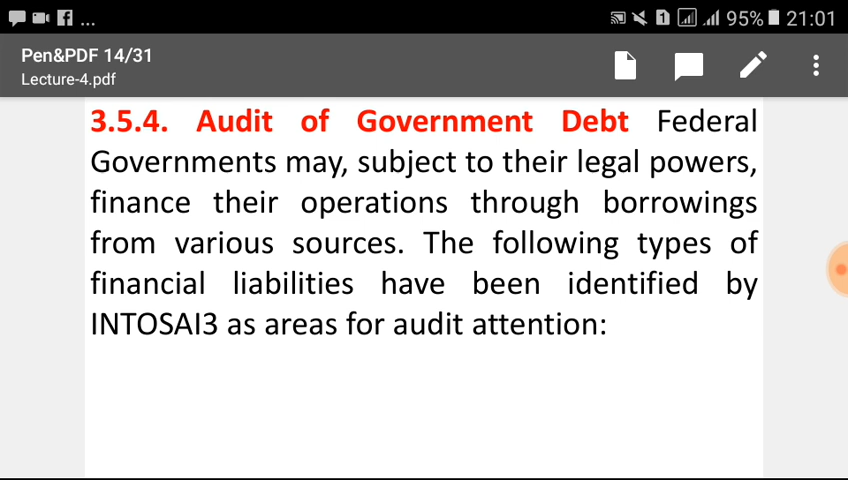 ... 1 95% 21:01
Pen&PDF 14/31
Lecture-4.pdf
3.5.4. Audit of Government Debt Federal
Governments may, subject to their legal powers,
finance their operations through borrowings
from various sources. The following types of
financial liabilities have been identified by
INTOSAI3 as areas for audit attention: